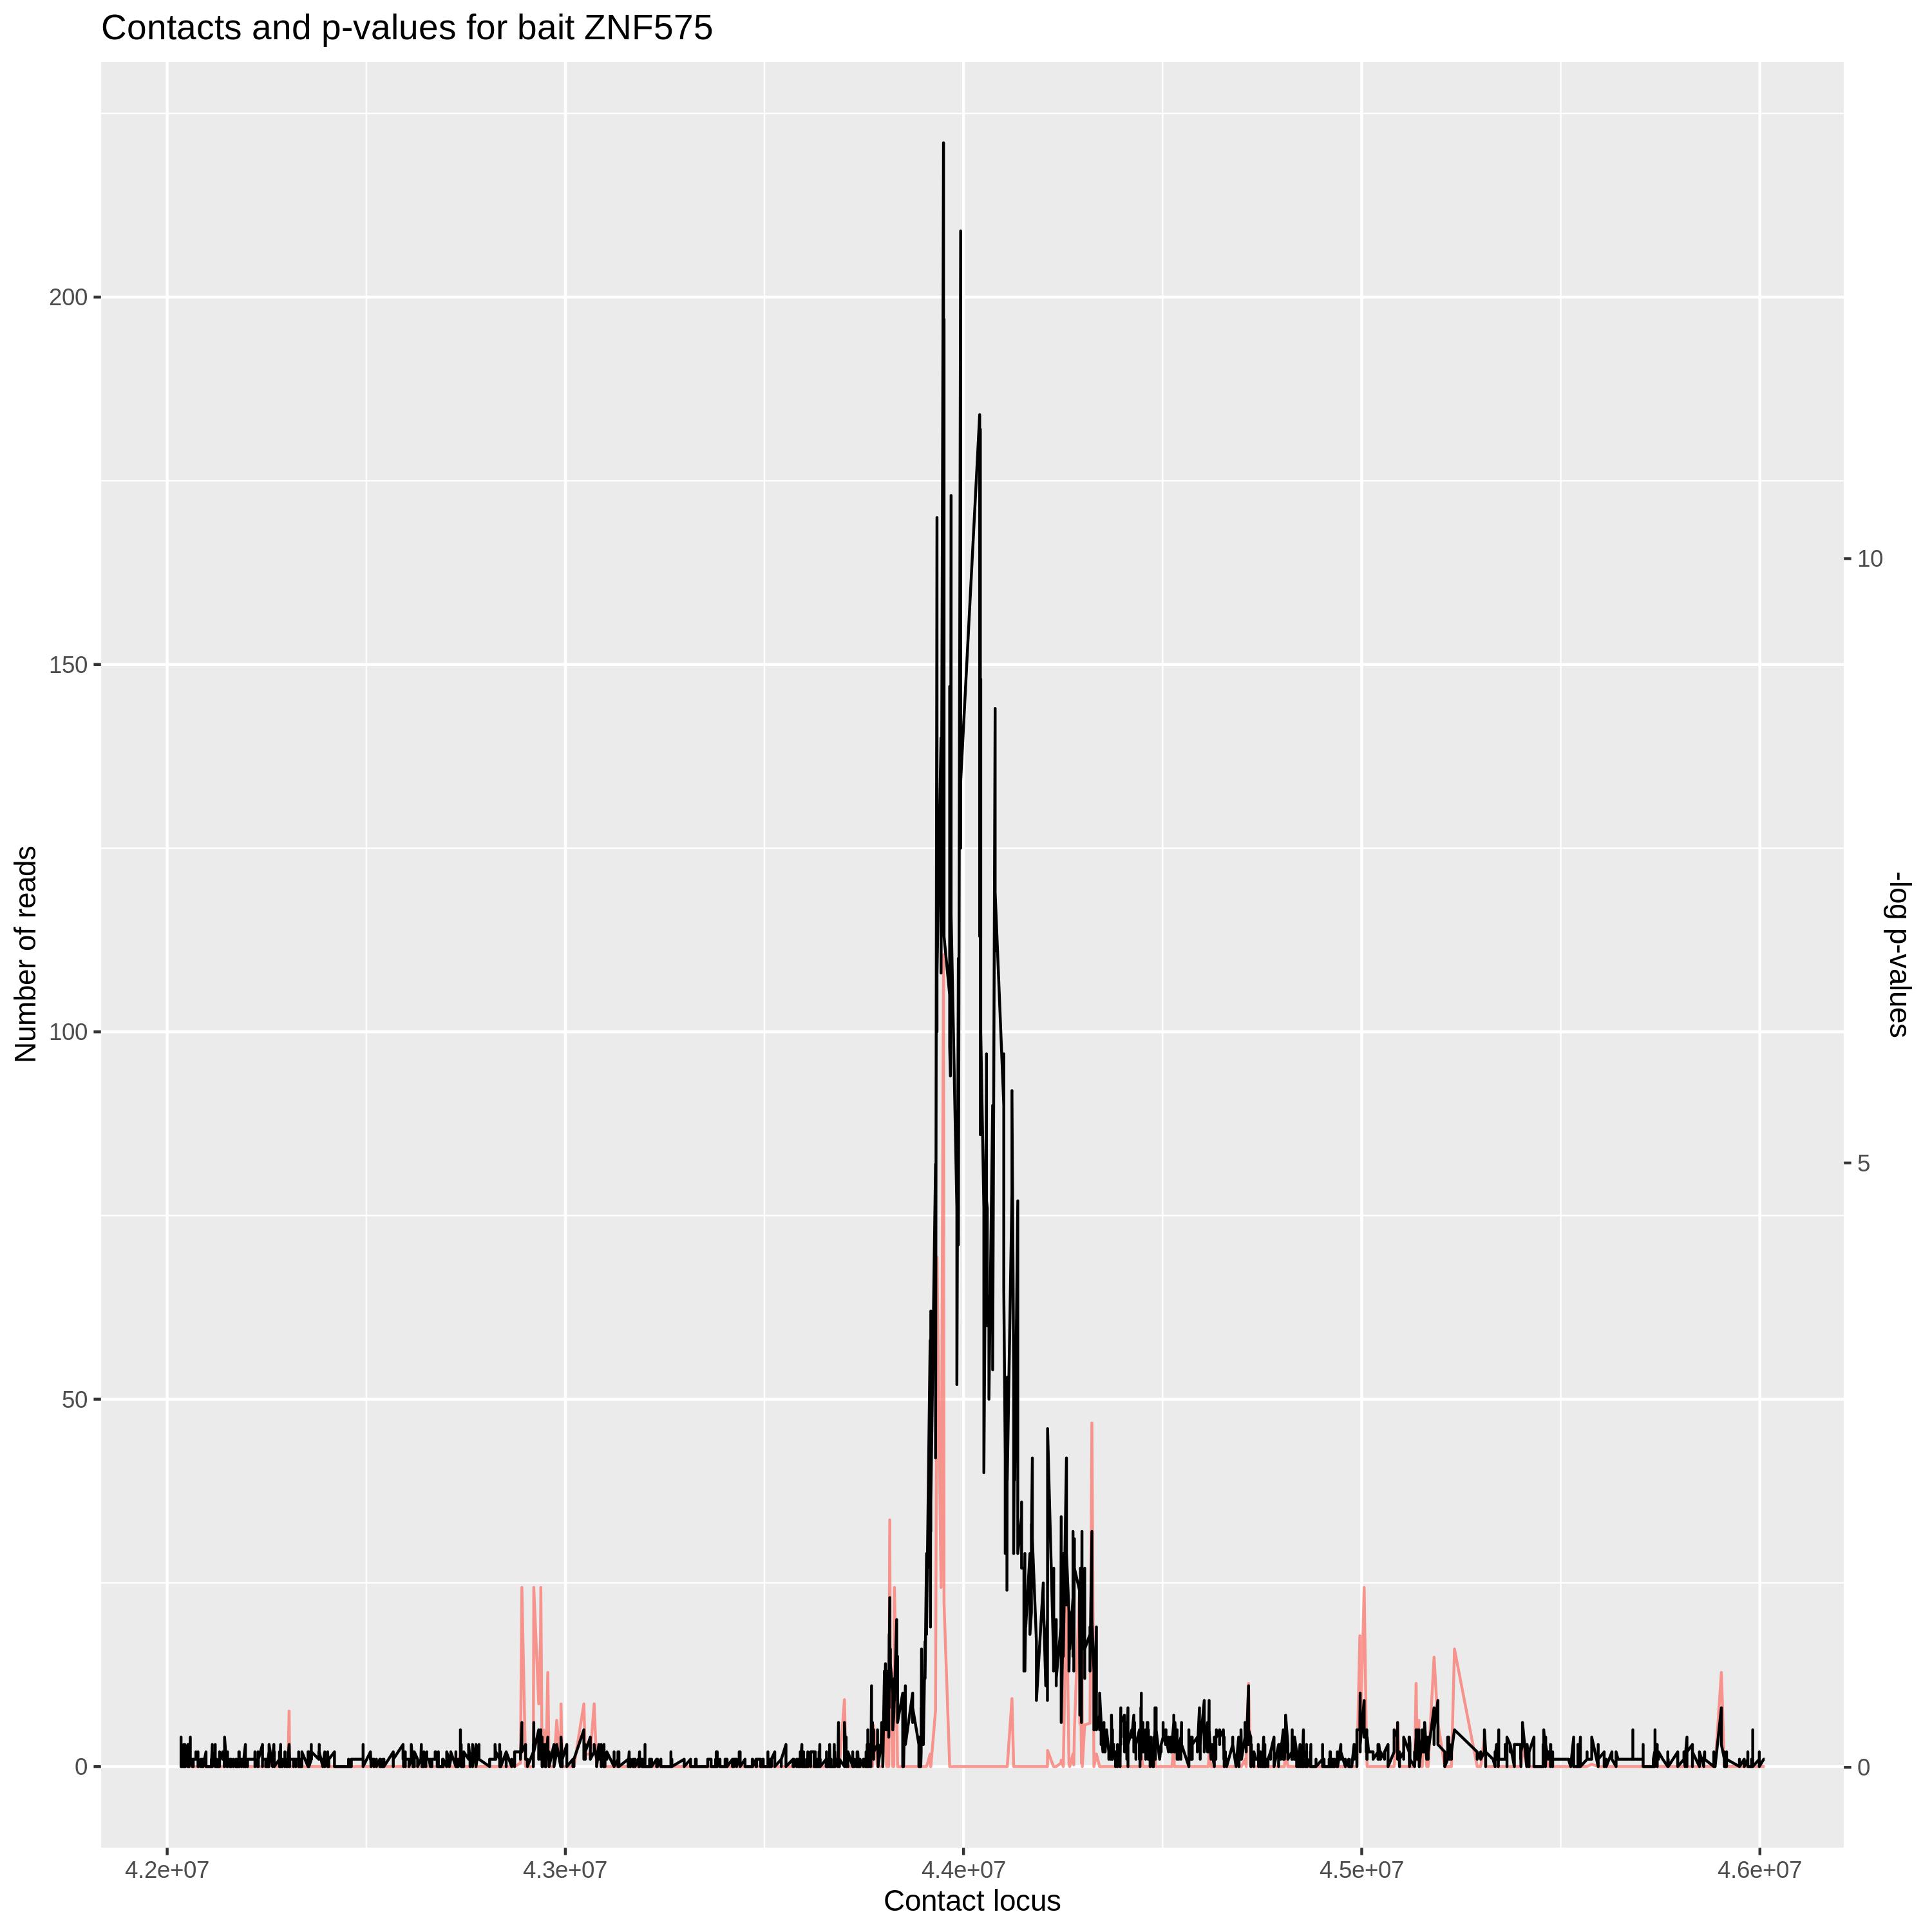 Contacts and p-values for bait ZNF575
Number of reads
200
150
100
50
0
10
5
0
-log p-values
4.2e+07
4.3e+07
4.4e+07
4.5e+07
4.6e+07
Contact locus